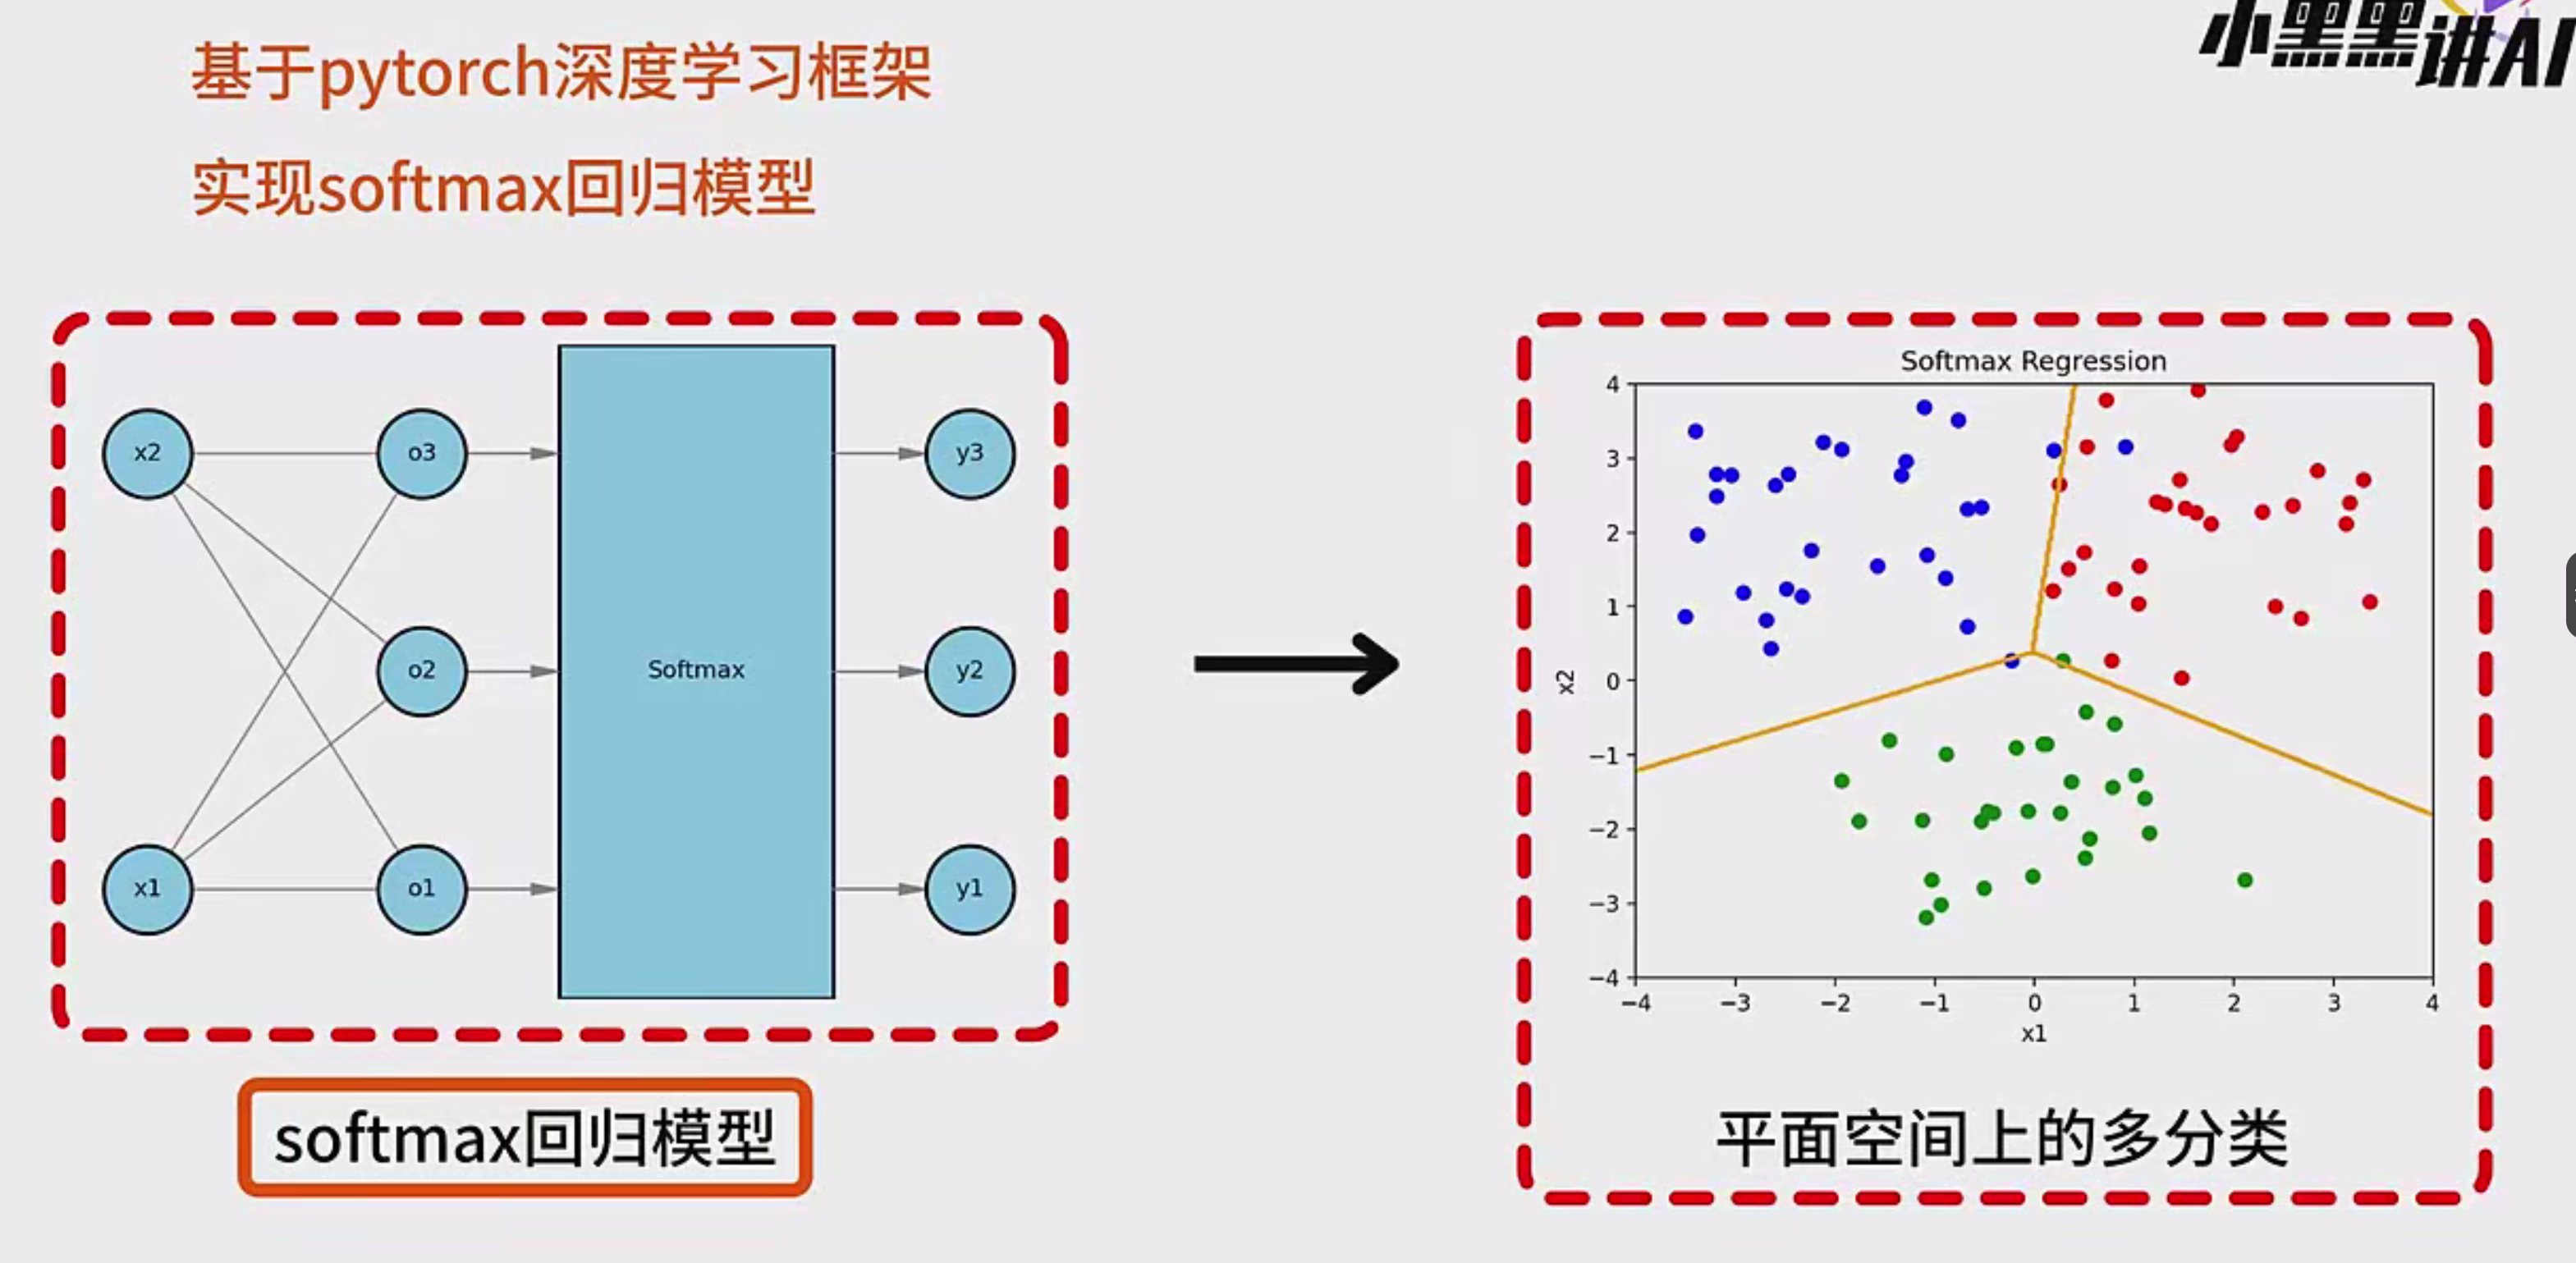 小黑黑讲AI
基于pytorch深度学习框架
实现softmax回归模型
x2
o3
y3
o2
Softmax
y2
x1
o1
y1
softmax回归模型
Softmax Regression
4
3
2
1
0
−1
−2
−3
−4
x2
−4 −3 −2 −1 0 1 2 3 4
x1
平面空间上的多分类